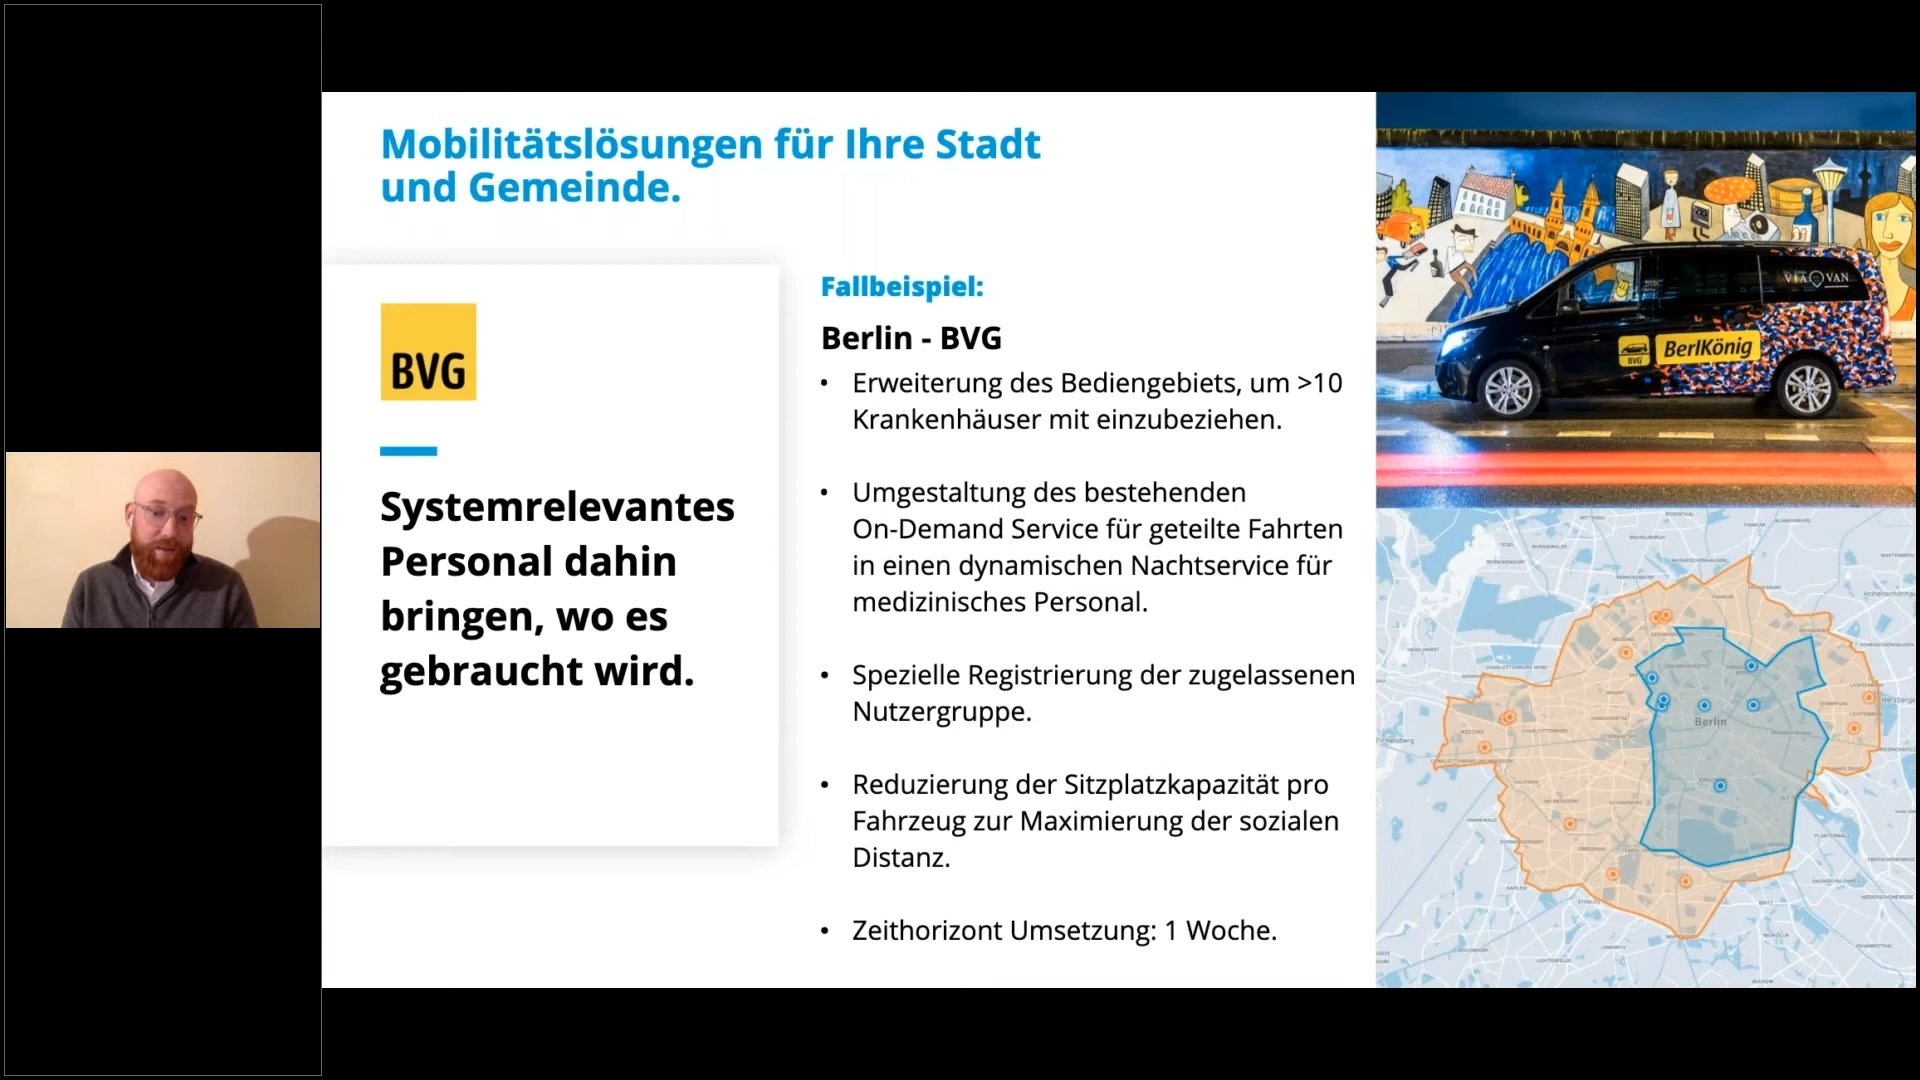 Mobilitätslösungen für Ihre Stadt
und Gemeinde.
BVG
Systemrelevantes
Personal dahin
bringen, wo es
gebraucht wird.
Fallbeispiel:
Berlin - BVG
• Erweiterung des Bediengebiets, um >10
Krankenhäuser mit einzubeziehen.
• Umgestaltung des bestehenden
On-Demand Service für geteilte Fahrten
in einen dynamischen Nachtservice für
medizinisches Personal.
• Spezielle Registrierung der zugelassenen
Nutzergruppe.
• Reduzierung der Sitzplatzkapazität pro
Fahrzeug zur Maximierung der sozialen
Distanz.
• Zeithorizont Umsetzung: 1 Woche.
VIA VAN
BVG
BerlKönig
Berlin